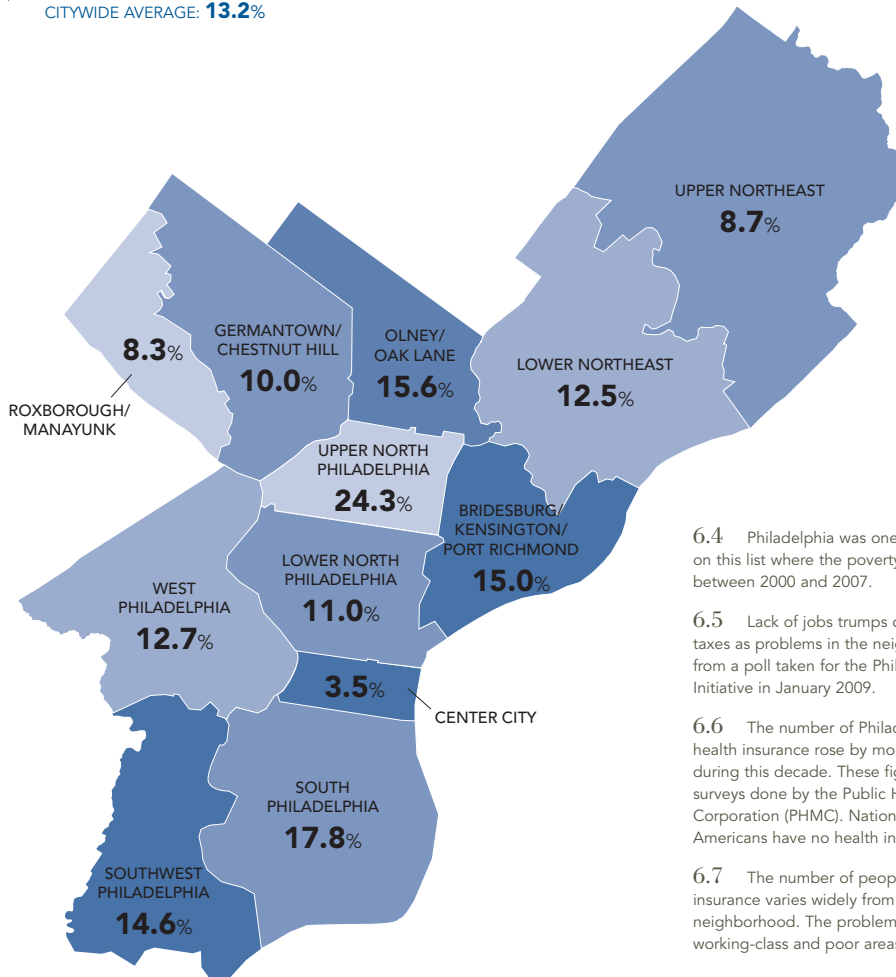 CITYWIDE AVERAGE: 13.2%
UPPER NORTHEAST
8.7%
GERMANTOWN/
CHESTNUT HILL
10.0%
OLNEY/
OAK LANE
15.6%
8.3%
ROXBOROUGH/
MANAYUNK
LOWER NORTHEAST
12.5%
UPPER NORTH
PHILADELPHIA
24.3%
BRIDESBURG/
KENSINGTON/
PORT RICHMOND
15.0%
LOWER NORTH
PHILADELPHIA
11.0%
WEST
PHILADELPHIA
12.7%
3.5%
CENTER CITY
SOUTH
PHILADELPHIA
17.8%
SOUTHWEST
PHILADELPHIA
14.6%
6.4 Philadelphia was one
on this list where the poverty
between 2000 and 2007.
6.5 Lack of jobs trumps
taxes as problems in the
from a poll taken for the
Initiative in January 2009.
6.6 The number of
health insurance rose by
during this decade. These
surveys done by the Public
Corporation (PHMC).
Americans have no health
6.7 The number of
insurance varies widely from
neighborhood. The problem
working-class and poor areas